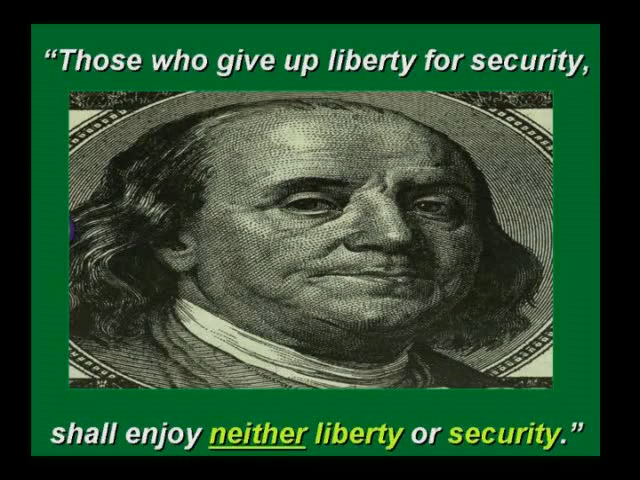 “Those who give up liberty for security,
shall enjoy neither liberty or security.”